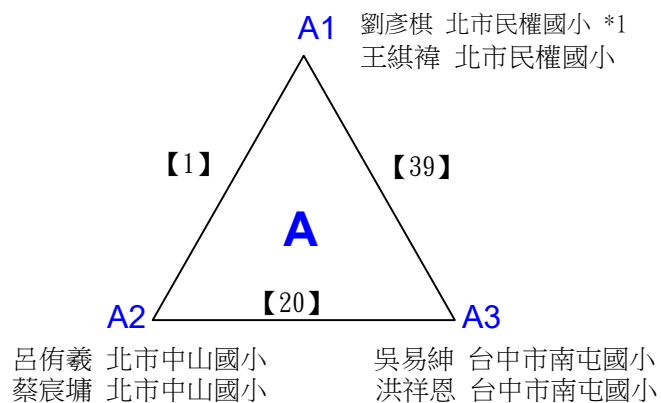 A1 劉彥棋 北市民權國小 *1
王綨禕 北市民權國小
【1】 【39】
A
【20】
A2 A3
呂侑羲 北市中山國小 吳易紳 台中市南屯國小
蔡宸墉 北市中山國小 洪祥恩 台中市南屯國小